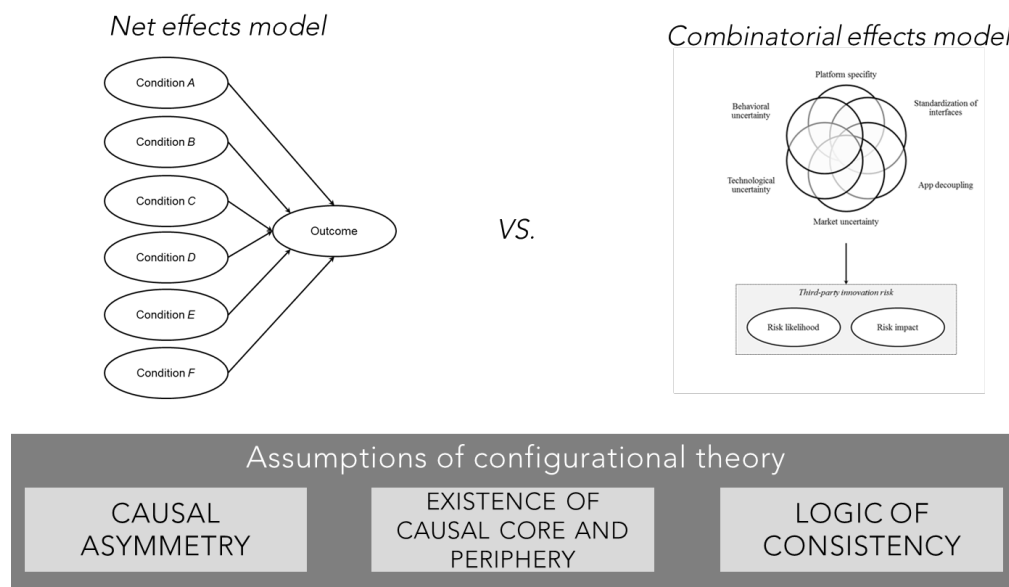 Net effects model
Condition A
Condition B
Condition C
Condition D
Condition E
Condition F
Outcome
VS.
Combinatorial effects model
Platform specifity
Behavioral
uncertainty
Standardization of
interfaces
Technological
uncertainty
App decoupling
Market uncertainty
Third-party innovation risk
Risk likelihood
Risk impact
Assumptions of configurational theory
CAUSAL
ASYMMETRY
EXISTENCE OF
CAUSAL CORE AND
PERIPHERY
LOGIC OF
CONSISTENCY